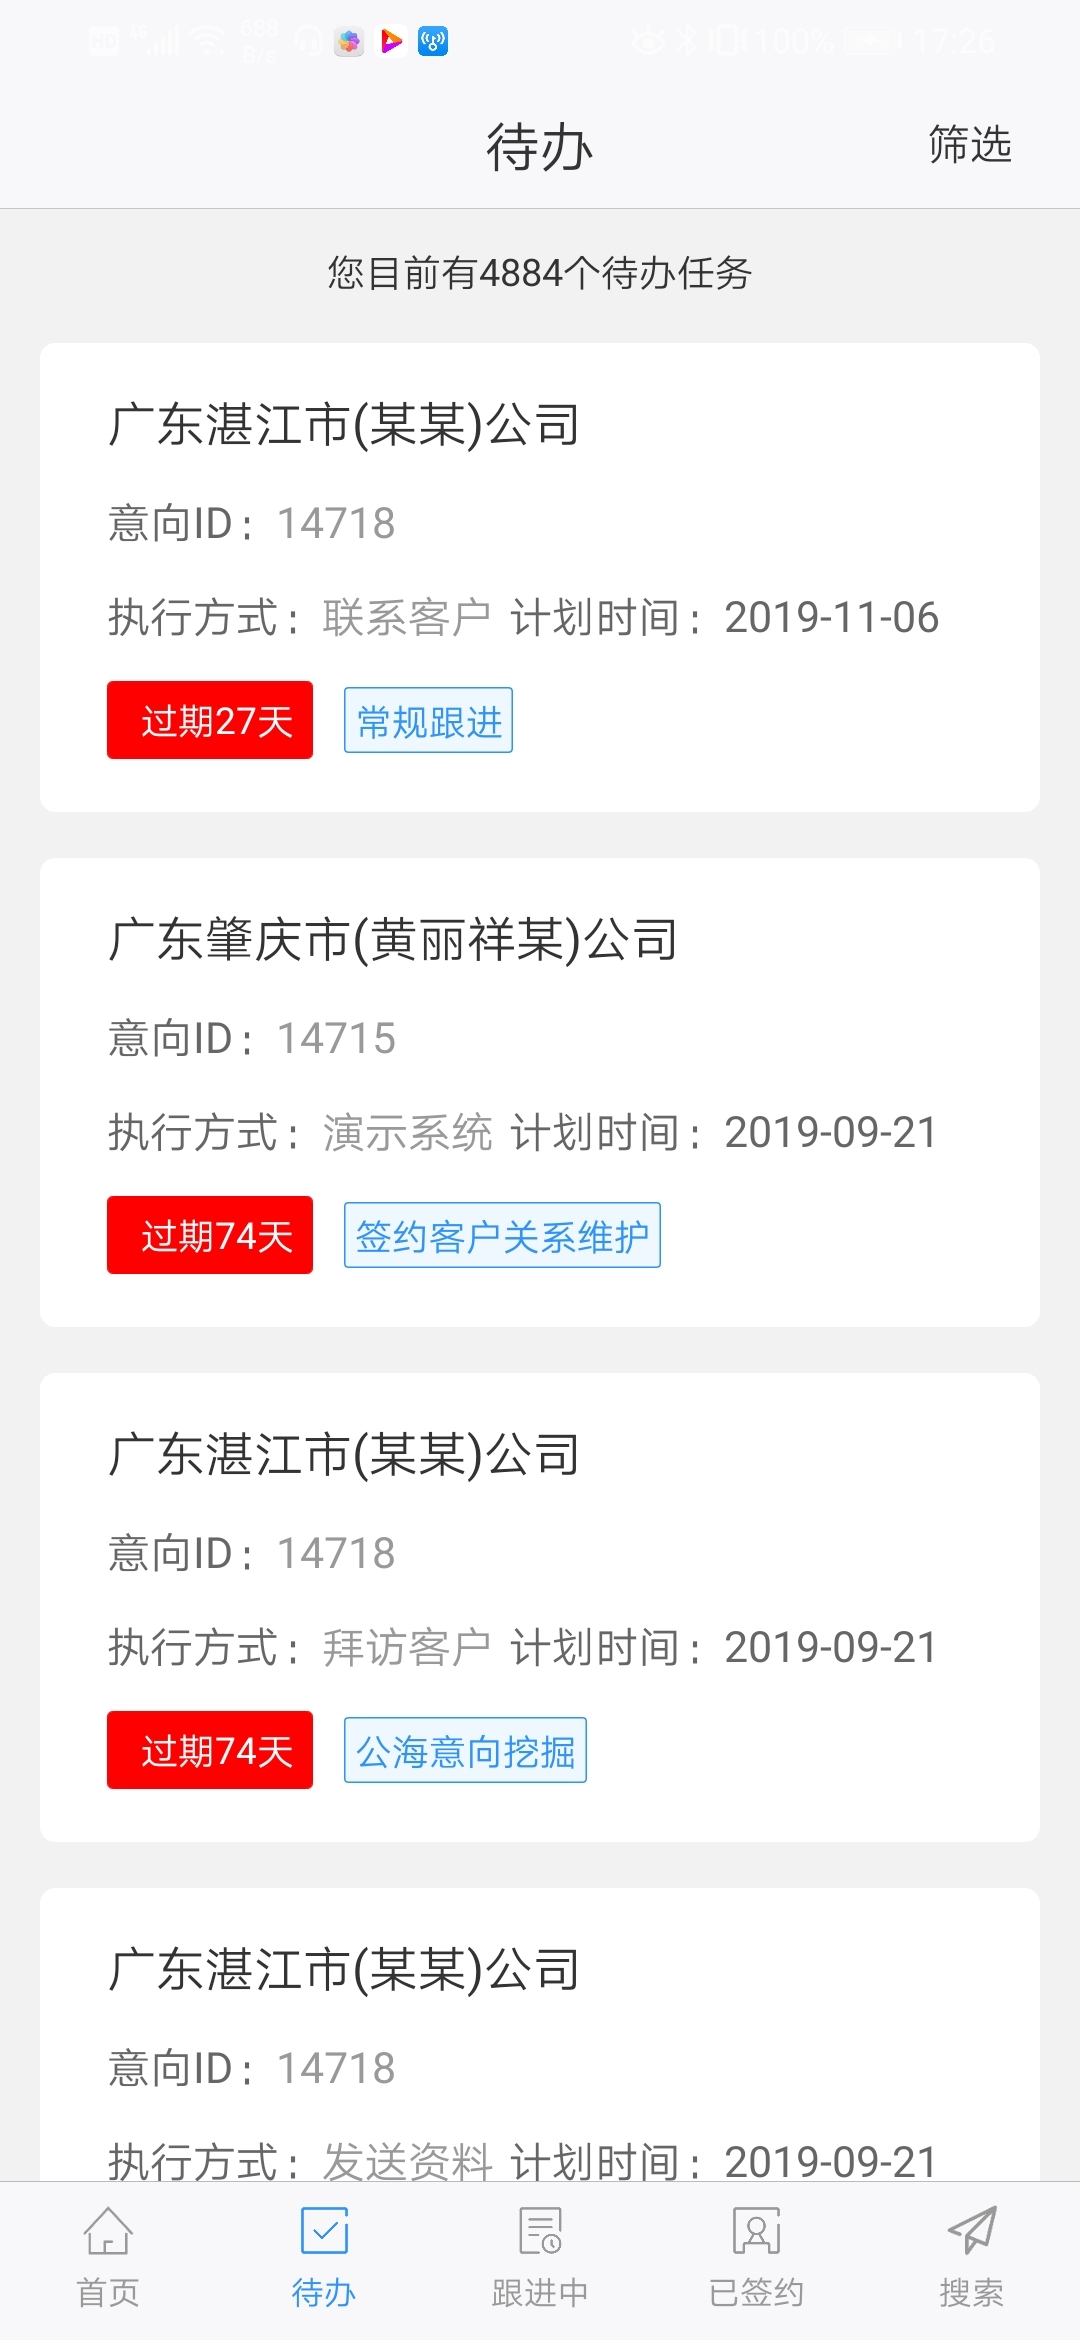 HD 4G 688 B/s 100% 17:26
待办
筛选
您目前有4884个待办任务
广东湛江市(某某)公司
意向ID: 14718
执行方式: 联系客户 计划时间: 2019-11-06
过期27天 常规跟进
广东肇庆市(黄丽祥某)公司
意向ID: 14715
执行方式: 演示系统 计划时间: 2019-09-21
过期74天 签约客户关系维护
广东湛江市(某某)公司
意向ID: 14718
执行方式: 拜访客户 计划时间: 2019-09-21
过期74天 公海意向挖掘
广东湛江市(某某)公司
意向ID: 14718
执行方式: 发送资料 计划时间: 2019-09-21
首页 待办 跟进中 已签约 搜索